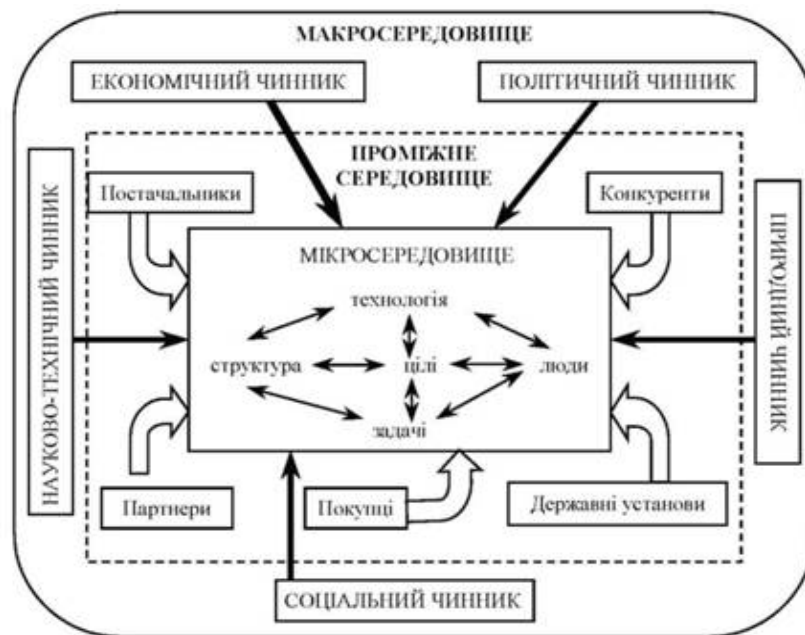 МАКРОСЕРЕДОВИЩЕ
ЕКОНОМІЧНИЙ ЧИННИК
ПОЛІТИЧНИЙ ЧИННИК
НАУКОВО-ТЕХНІЧНИЙ ЧИННИК
ПРОМІЖНЕ
СЕРЕДОВИЩЕ
Постачальники
Конкуренти
ПРИРОДНИЙ ЧИННИК
МІКРОСЕРЕДОВИЩЕ
технологія
структура
цілі
люди
задачі
Партнери
Покупці
Державні установи
СОЦІАЛЬНИЙ ЧИННИК